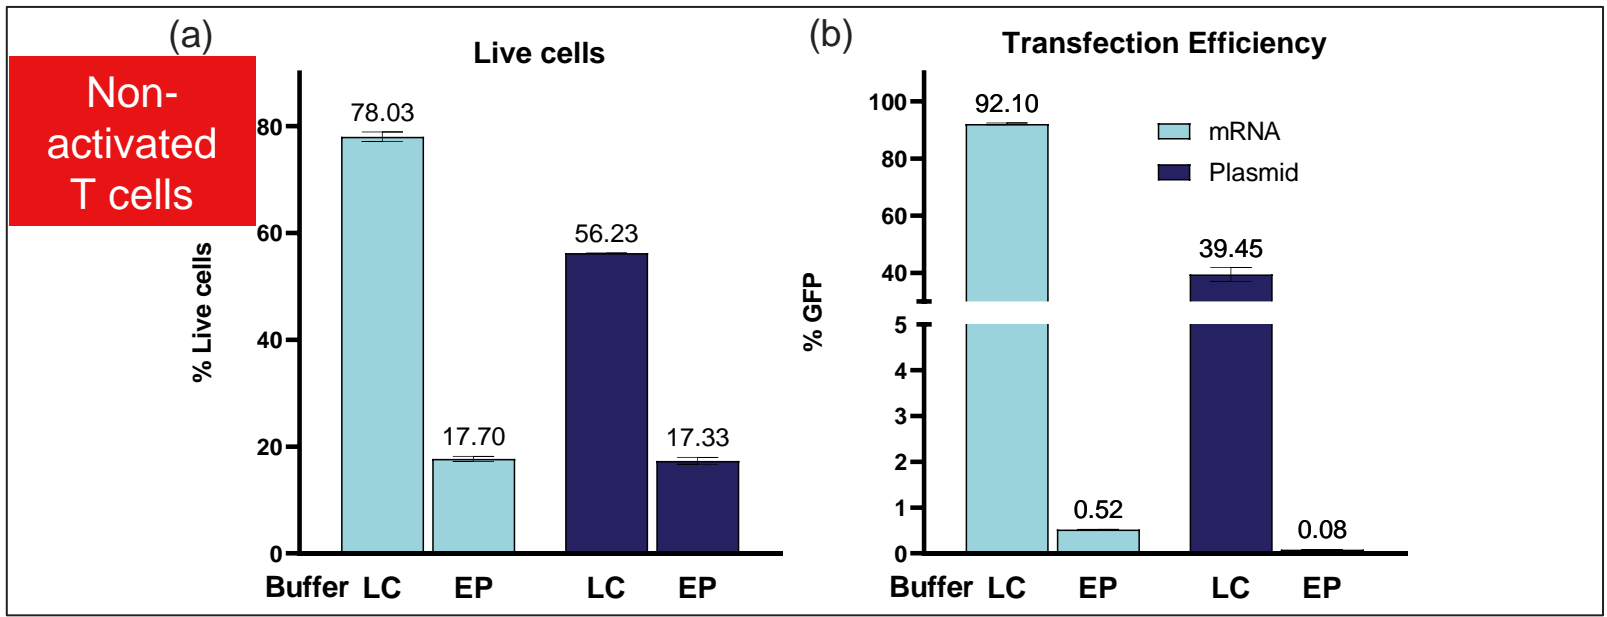 (a)
Live cells
Non-
activated
T cells
% Live cells
80
60
40
20
0
78.03
17.70
56.23
17.33
Buffer LC EP LC EP
(b)
Transfection Efficiency
% GFP
100
80
60
40
5
4
3
2
1
0
92.10
0.52
39.45
0.08
mRNA
Plasmid
Buffer LC EP LC EP